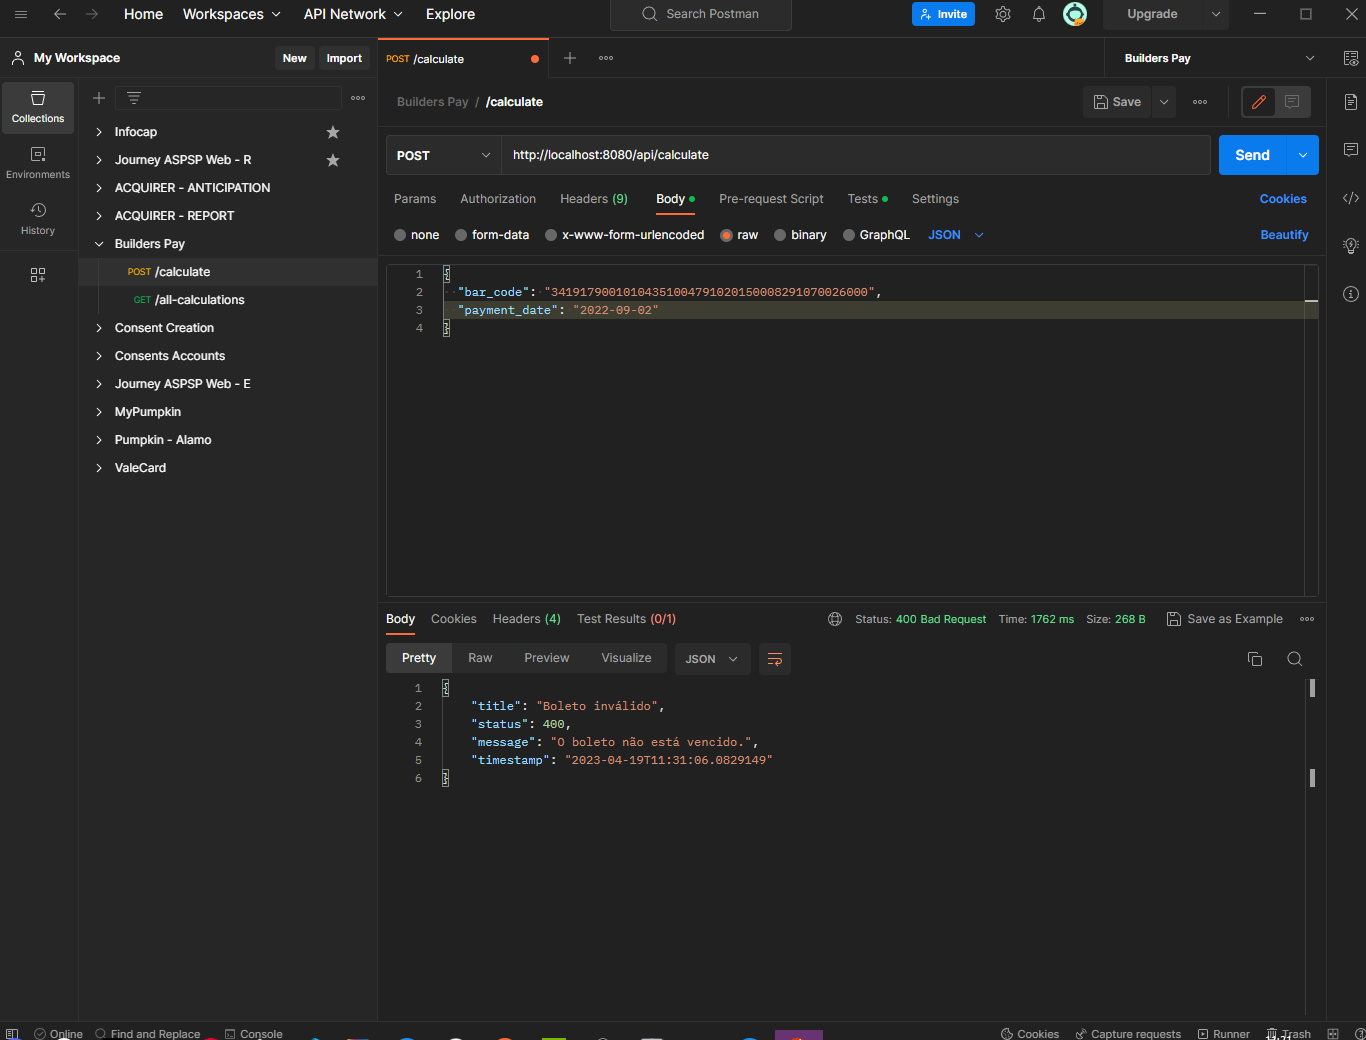 Home Workspaces API Network Explore Search Postman Invite Upgrade
My Workspace New Import POST /calculate Builders Pay
Collections
Environments
History
Infocap
Journey ASPSP Web - R
ACQUIRER - ANTICIPATION
ACQUIRER - REPORT
Builders Pay
POST /calculate
GET /all-calculations
Consent Creation
Consents Accounts
Journey ASPSP Web - E
MyPumpkin
Pumpkin - Alamo
ValeCard
Builders Pay / /calculate Save
POST http://localhost:8080/api/calculate Send
Params Authorization Headers (9) Body Pre-request Script Tests Settings Cookies
none form-data x-www-form-urlencoded raw binary GraphQL JSON Beautify
1 {
2 "bar_code": "34191790010104351004791020150008291070026000",
3 "payment_date": "2022-09-02"
4 }
Body Cookies Headers (4) Test Results (0/1) Status: 400 Bad Request Time: 1762 ms Size: 268 B Save as Example
Pretty Raw Preview Visualize JSON
1 {
2 "title": "Boleto inválido",
3 "status": 400,
4 "message": "O boleto não está vencido.",
5 "timestamp": "2023-04-19T11:31:06.0829149"
6 }
Online Find and Replace Console Cookies Capture requests Runner Trash